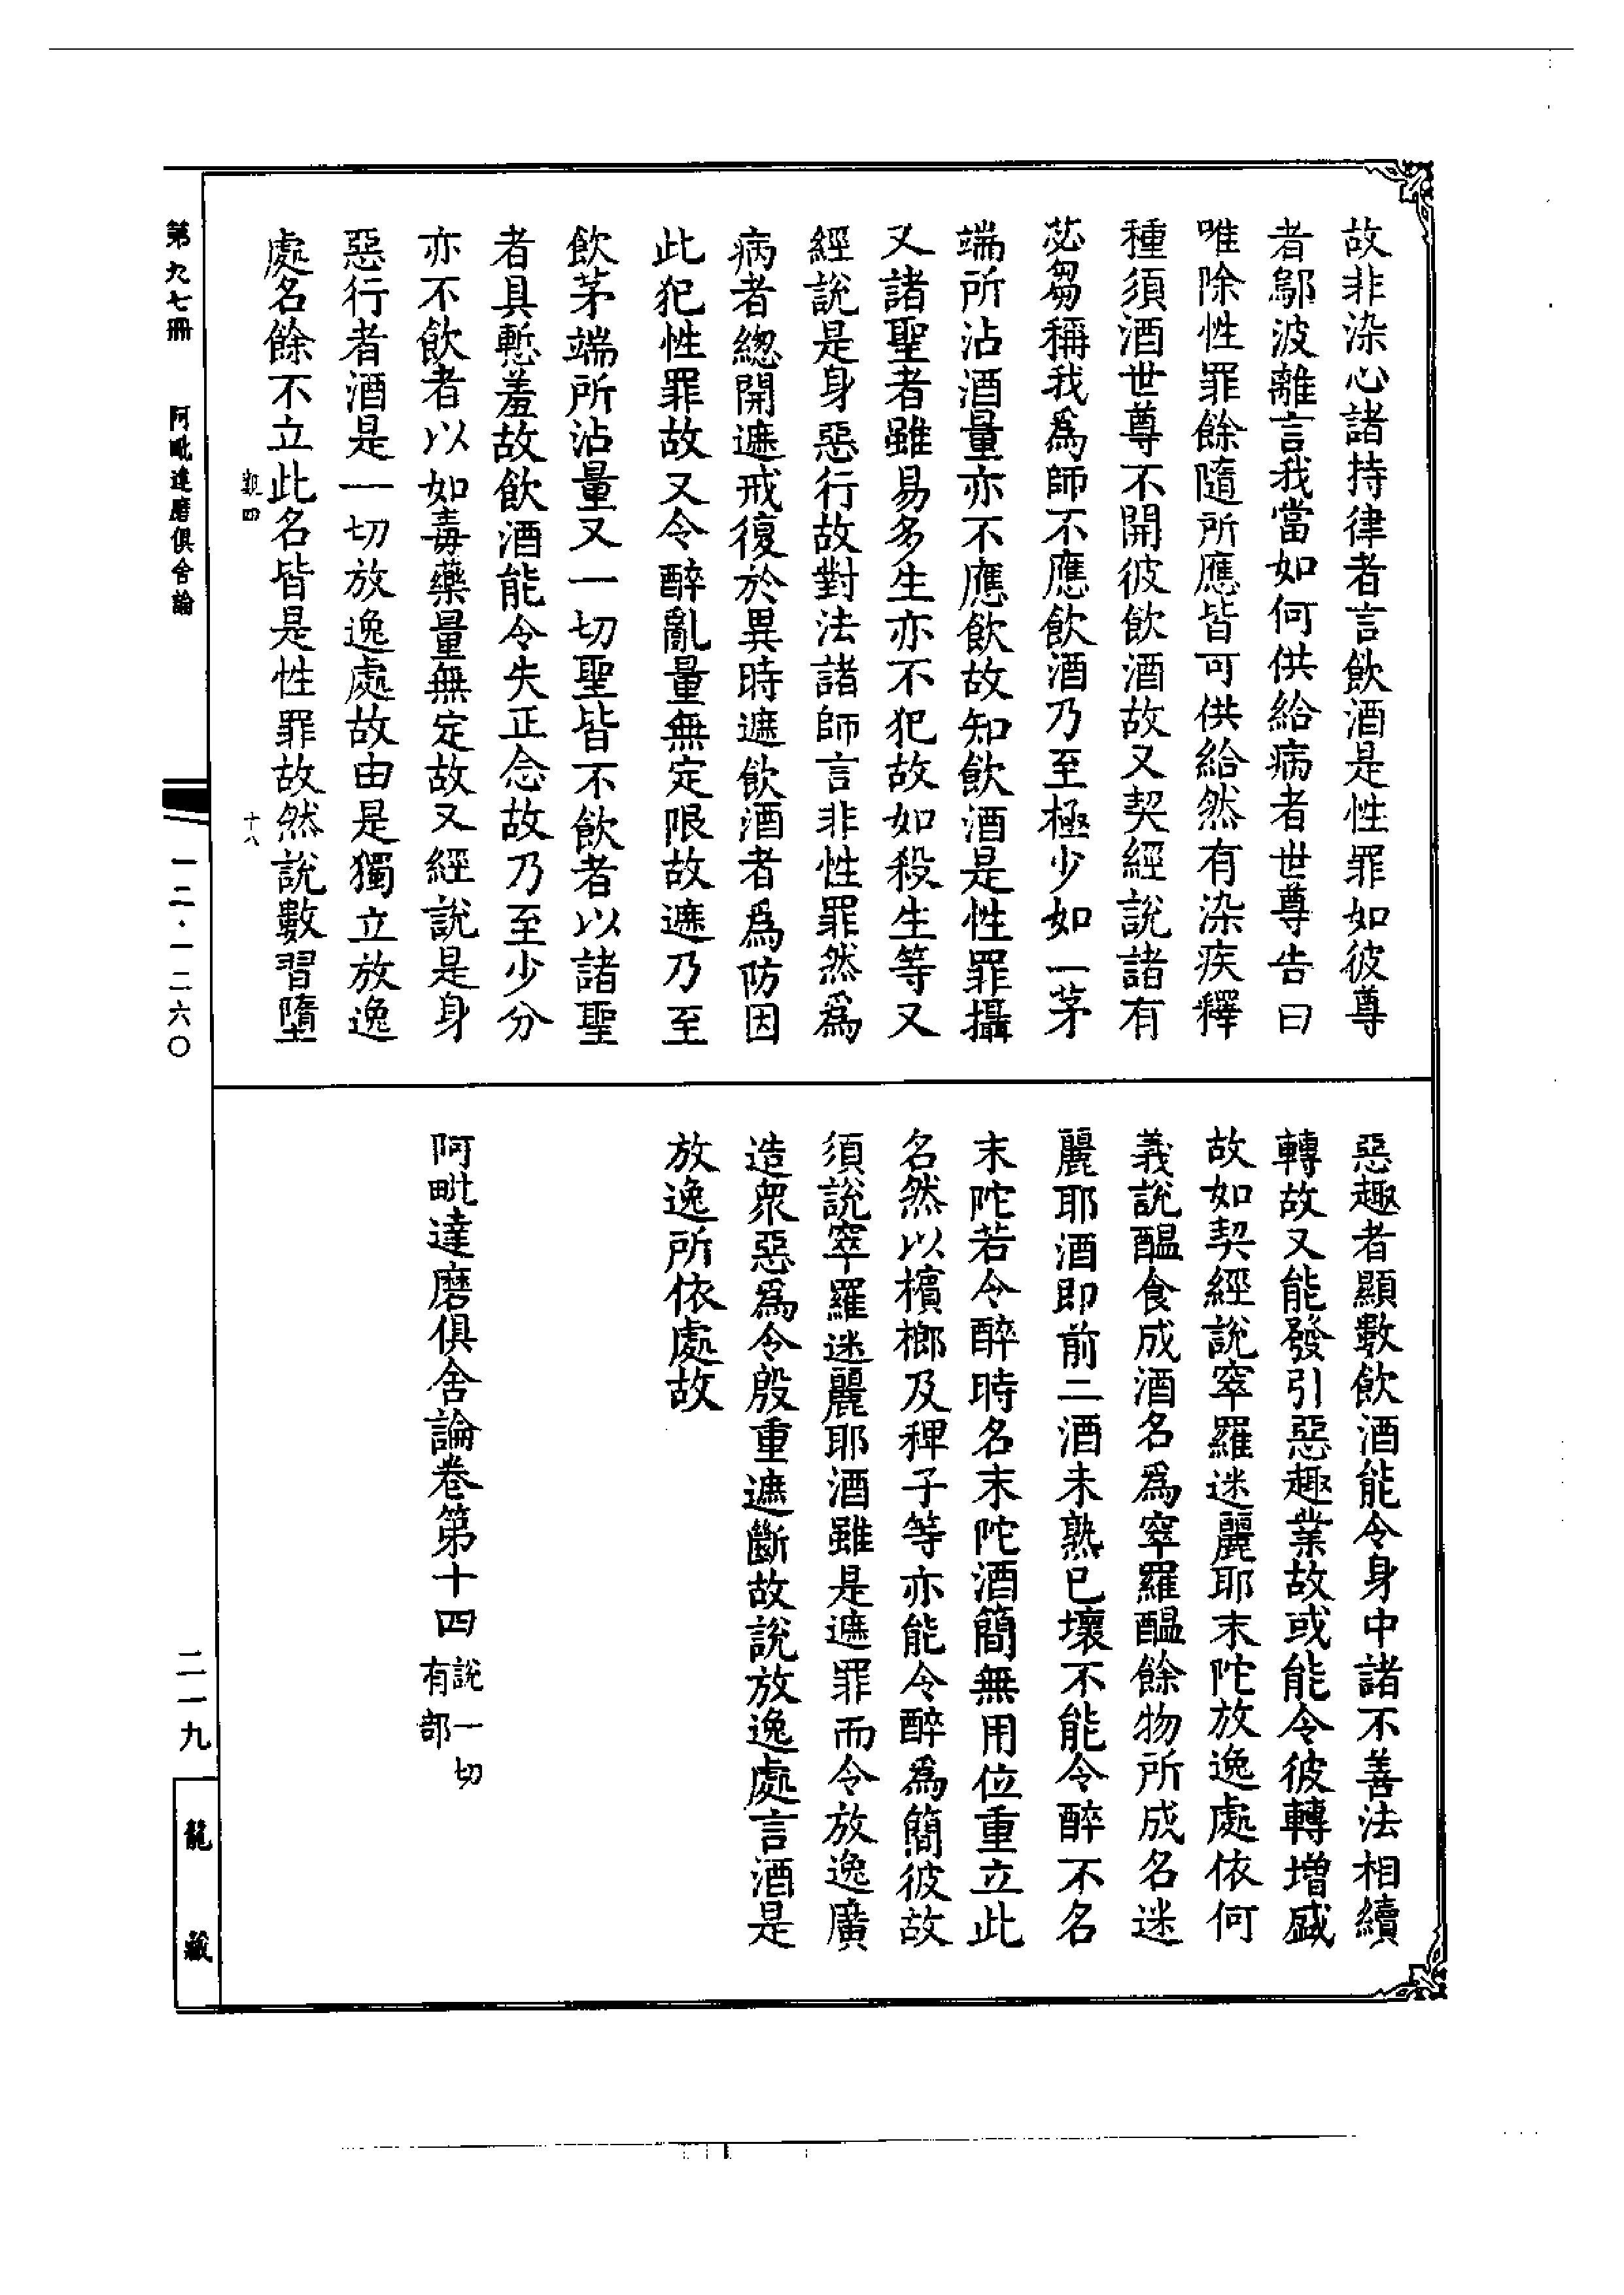 故非染心諸持律者言飲酒是性罪如彼尊
者鄔波離言我當如何供給病者世尊告曰
唯除性罪餘隨所應皆可供給然有染疾釋
種須酒世尊不開彼飲酒故又契經說諸有
苾芻稱我為師不應飲酒乃至極少如一茅
端所沾酒量亦不應飲故知飲酒是性罪攝
又諸聖者雖易多生亦不犯故如殺生等又
經說是身惡行故對法諸師言非性罪然爲
病者總開遮戒復於異時遮飲酒者爲防因
此犯性罪故又令醉亂量無定限故遮乃至
飲茅端所沾量又一切聖皆不飲者以諸聖
者具慙羞故飲酒能令失正念故乃至少分
亦不飲者以如毒藥量無定故又經說是身
惡行者酒是一切放逸處故由是獨立放逸
處名餘不立此名皆是性罪故然說數習墮
惡趣者顯數飲酒能令身中諸不善法相續
轉故又能發引惡趣業故或能令彼轉增盛
故如契經說窣羅迷麗耶末陀放逸處依何
義說醞食成酒名爲窣羅醞餘物所成名迷
麗耶酒即前二酒未熟已壞不能令醉不名
末陀若令醉時名末陀酒簡無用位重立此
名然以檳榔及稗子等亦能令醉爲簡彼故
須說窣羅迷麗耶酒雖是遮罪而令放逸廣
造衆惡爲令殷重遮斷故說放逸處言酒是
放逸所依處故
阿毗達磨俱舍論卷第十四 說一切有部
第九七冊 阿毗達磨俱舍論 一二·一二六〇 二一九
十八
龍藏